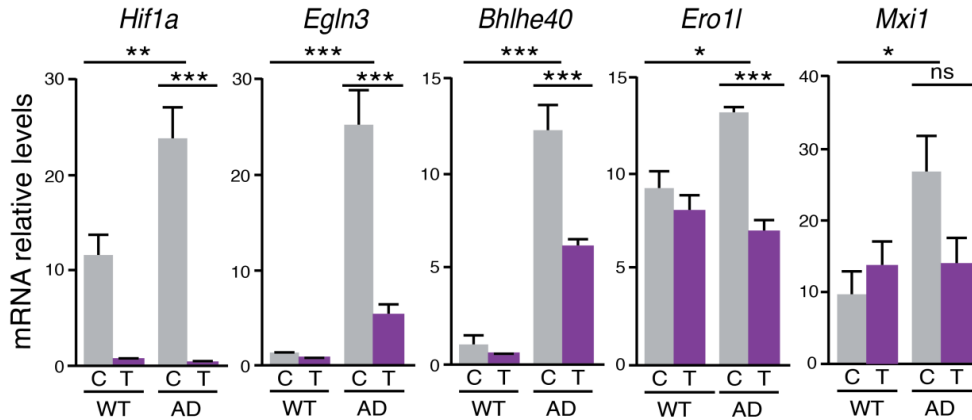 Hif1a Egln3 Bhlhe40 Ero1l Mxi1
** *** *** * *
*** *** *** *** ns
mRNA relative levels
30 30 15 15 40
20 20 10 10 30
10 10 5 5 20
0 0 0 0 10
0
C T C T C T C T C T C T C T C T C T C T
WT AD WT AD WT AD WT AD WT AD